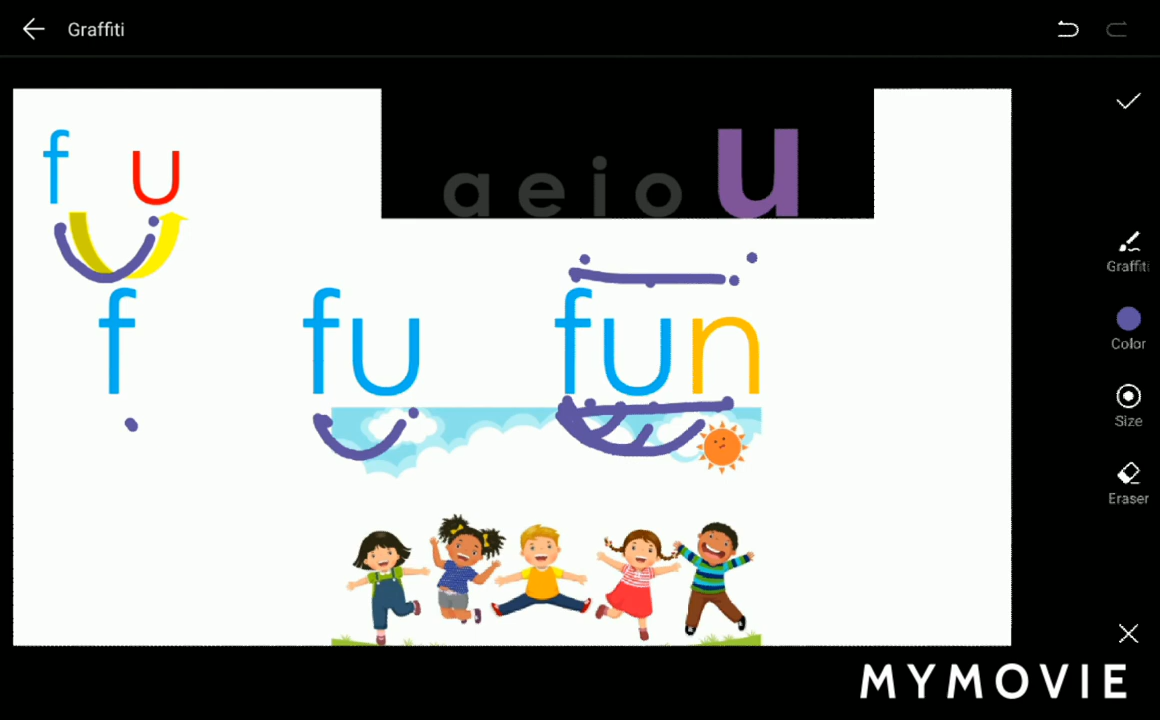 Graffiti
f u
a e i o u
f fu fun
Graffiti
Color
Size
Eraser
MYMOVIE